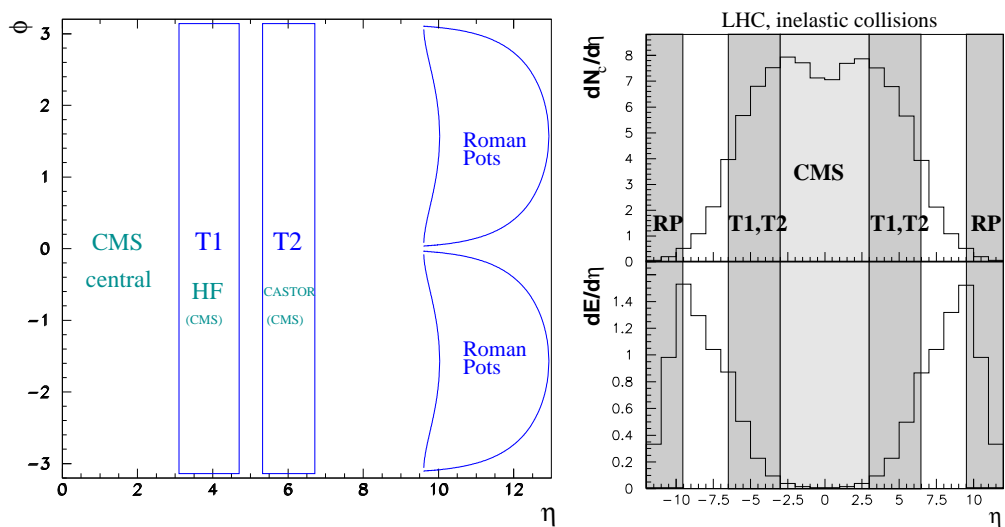 ϕ
3
2
1
0
-1
-2
-3
0
2
4
6
8
10
12
η
CMS
central
T1
HF
(CMS)
T2
CASTOR
(CMS)
Roman
Pots
Roman
Pots
LHC, inelastic collisions
dN_c/dη
8
7
6
5
4
3
2
1
0
CMS
RP
T1,T2
T1,T2
RP
dE/dη
1.4
1.2
1
0.8
0.6
0.4
0.2
0
-10
-7.5
-5
-2.5
0
2.5
5
7.5
10
η